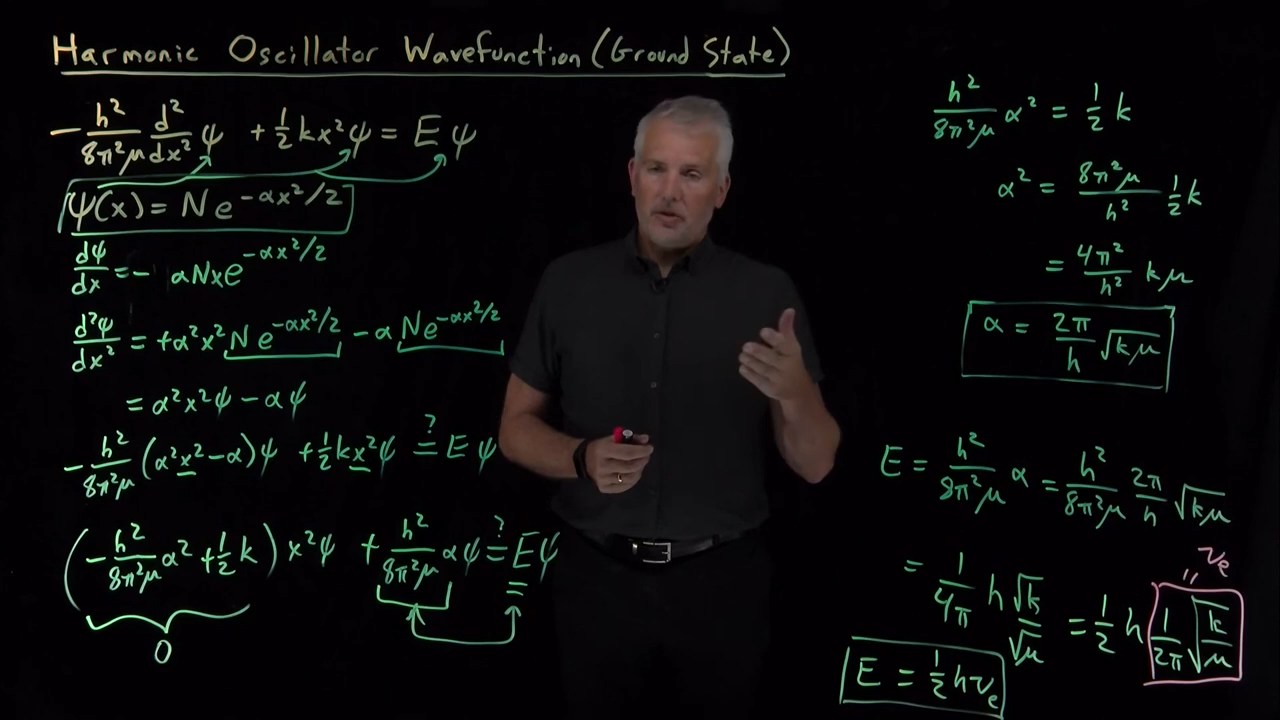 Harmonic Oscillator Wavefunction (Ground State)
-h²/8π²μ d²/dx² ψ + ½kx²ψ = Eψ
ψ(x) = Ne^(-αx²/2)
dψ/dx = - αNxe^(-αx²/2)
d²ψ/dx² = +α²x²Ne^(-αx²/2) - αNe^(-αx²/2)
= α²x²ψ - αψ
-h²/8π²μ (α²x² - α)ψ + ½kx²ψ ≟ Eψ
(-h²/8π²μ α² + ½k) x²ψ + h²/8π²μ αψ ≟ Eψ
0
h²/8π²μ α² = ½k
α² = 8π²μ/h² ½k
= 4π²/h² kμ
α = 2π/h √kμ
E = h²/8π²μ α = h²/8π²μ 2π/h √kμ
= 1/4π h √k/√μ = ½h 1/2π √(k/μ)
" νe
E = ½hνe